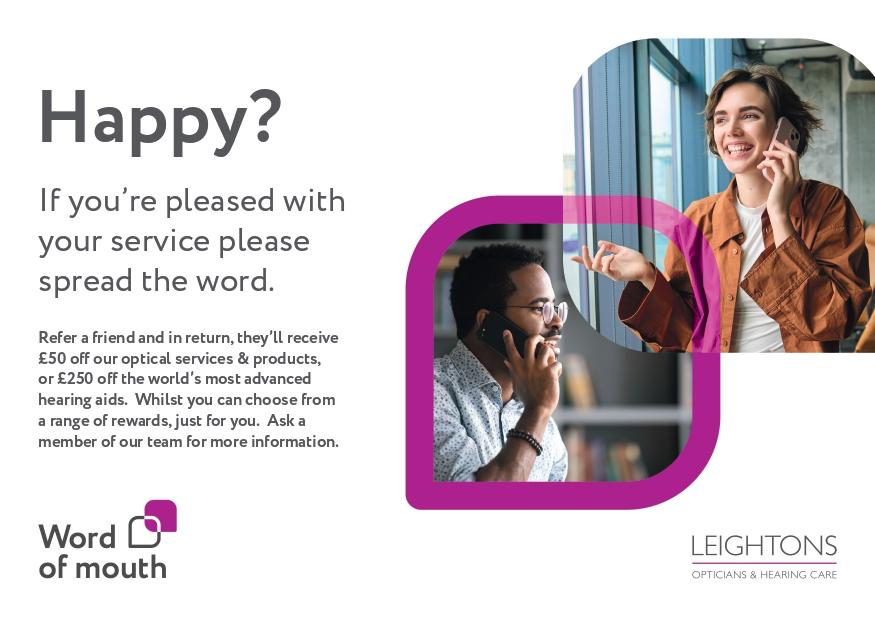 Happy?
If you’re pleased with
your service please
spread the word.
Refer a friend and in return, they’ll receive
£50 off our optical services & products,
or £250 off the world’s most advanced
hearing aids.  Whilst you can choose from
a range of rewards, just for you.  Ask a
member of our team for more information.
Word
of mouth
LEIGHTONS
OPTICIANS & HEARING CARE